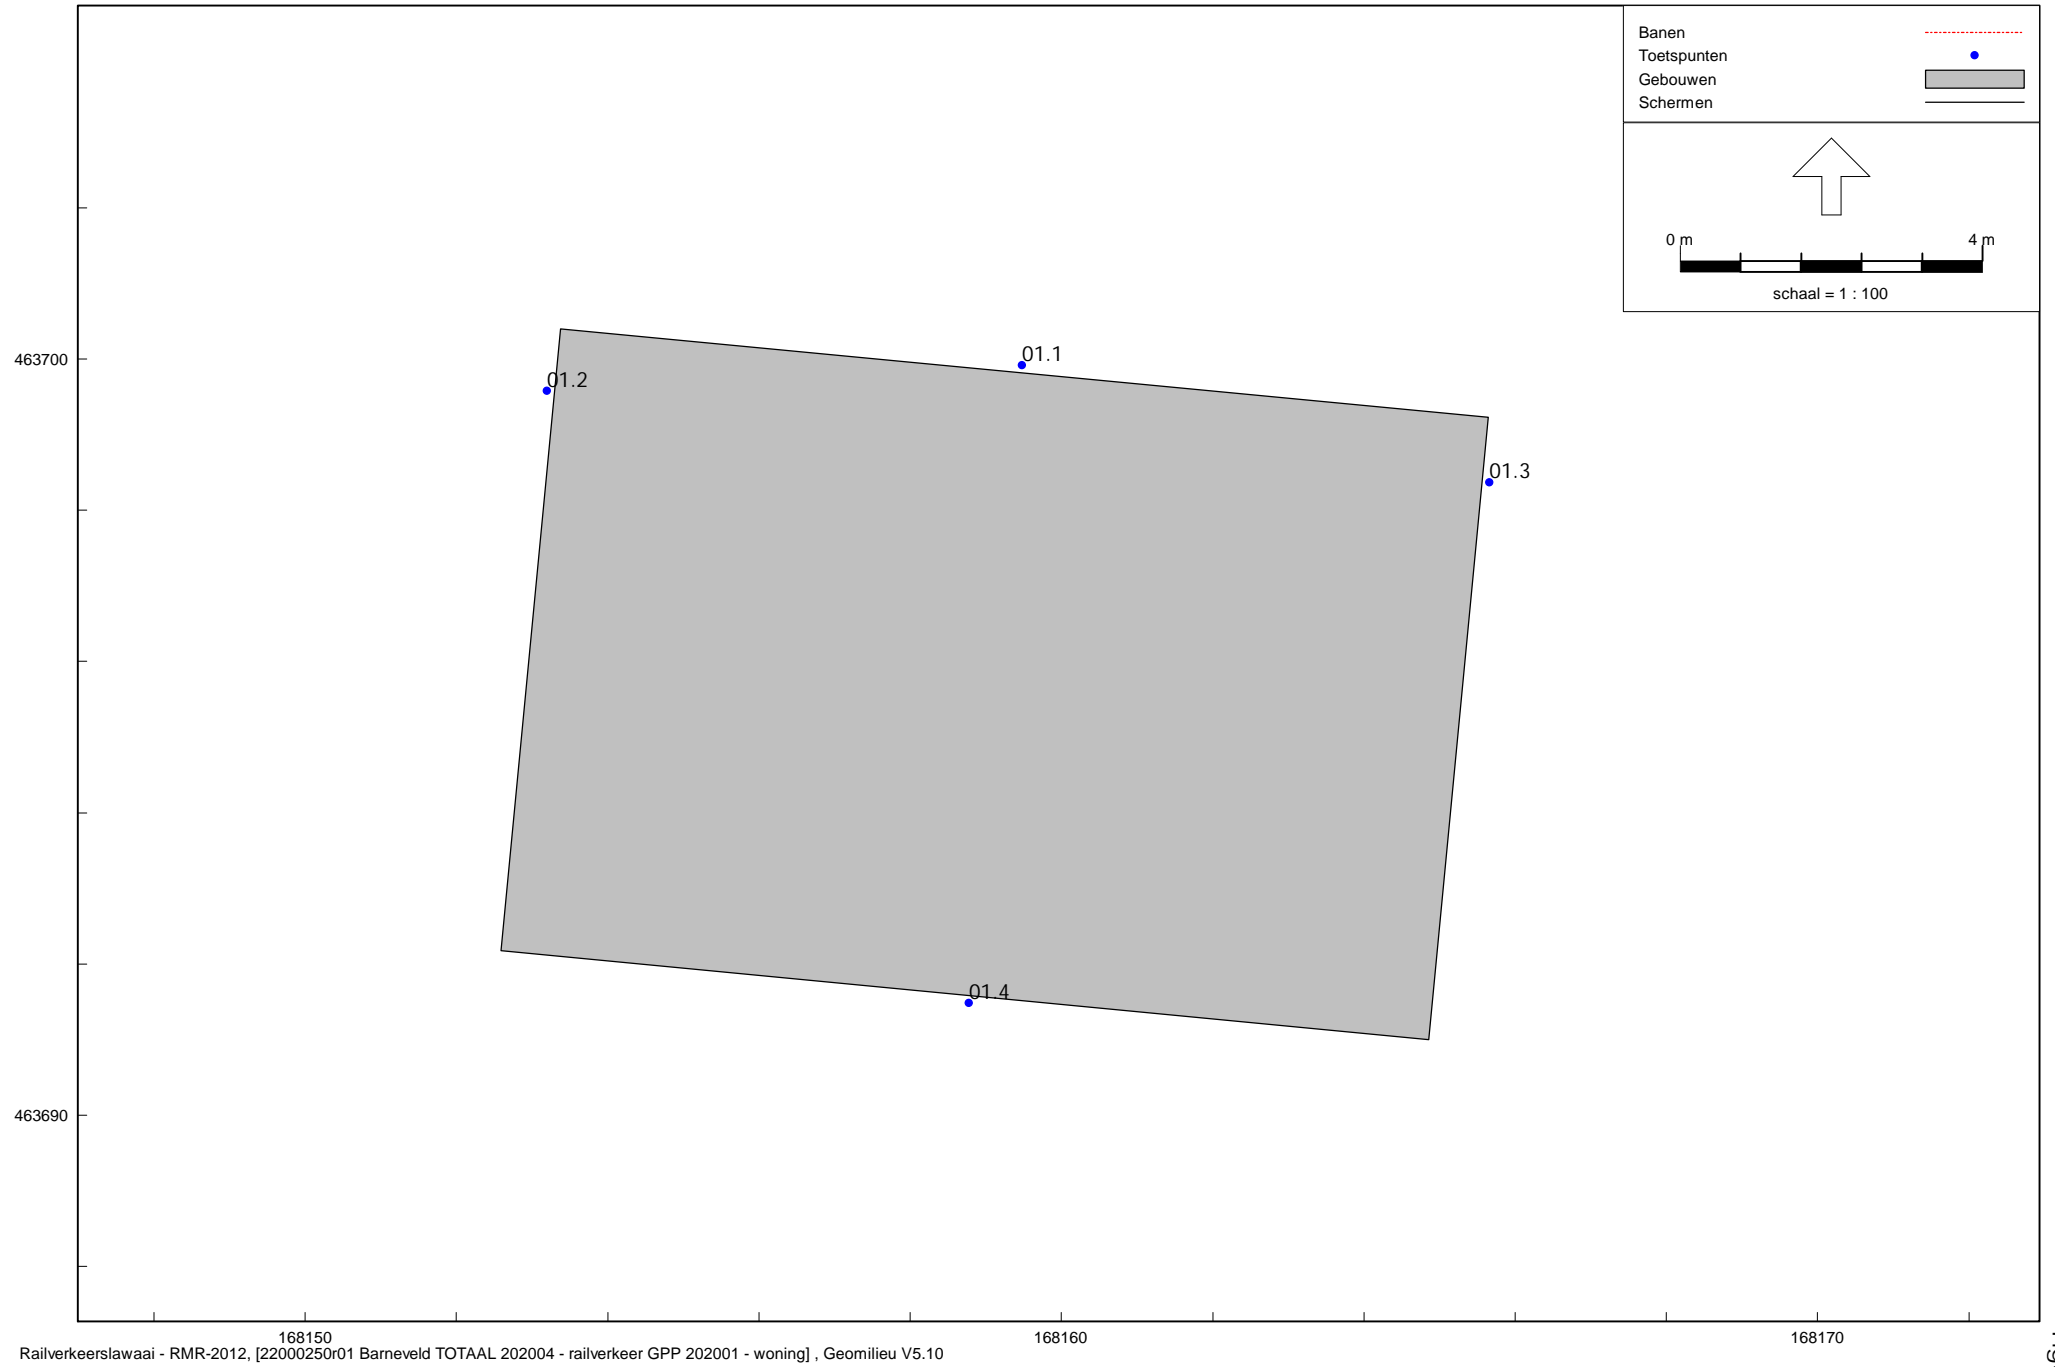 Banen
Toetspunten
Gebouwen
Schermen
0 m 4 m
schaal = 1 : 100
463700
01.1
01.2
01.3
01.4
463690
168150 168160 168170
Railverkeerslawaai - RMR-2012, [22000250r01 Barneveld TOTAAL 202004 - railverkeer GPP 202001 - woning] , Geomilieu V5.10